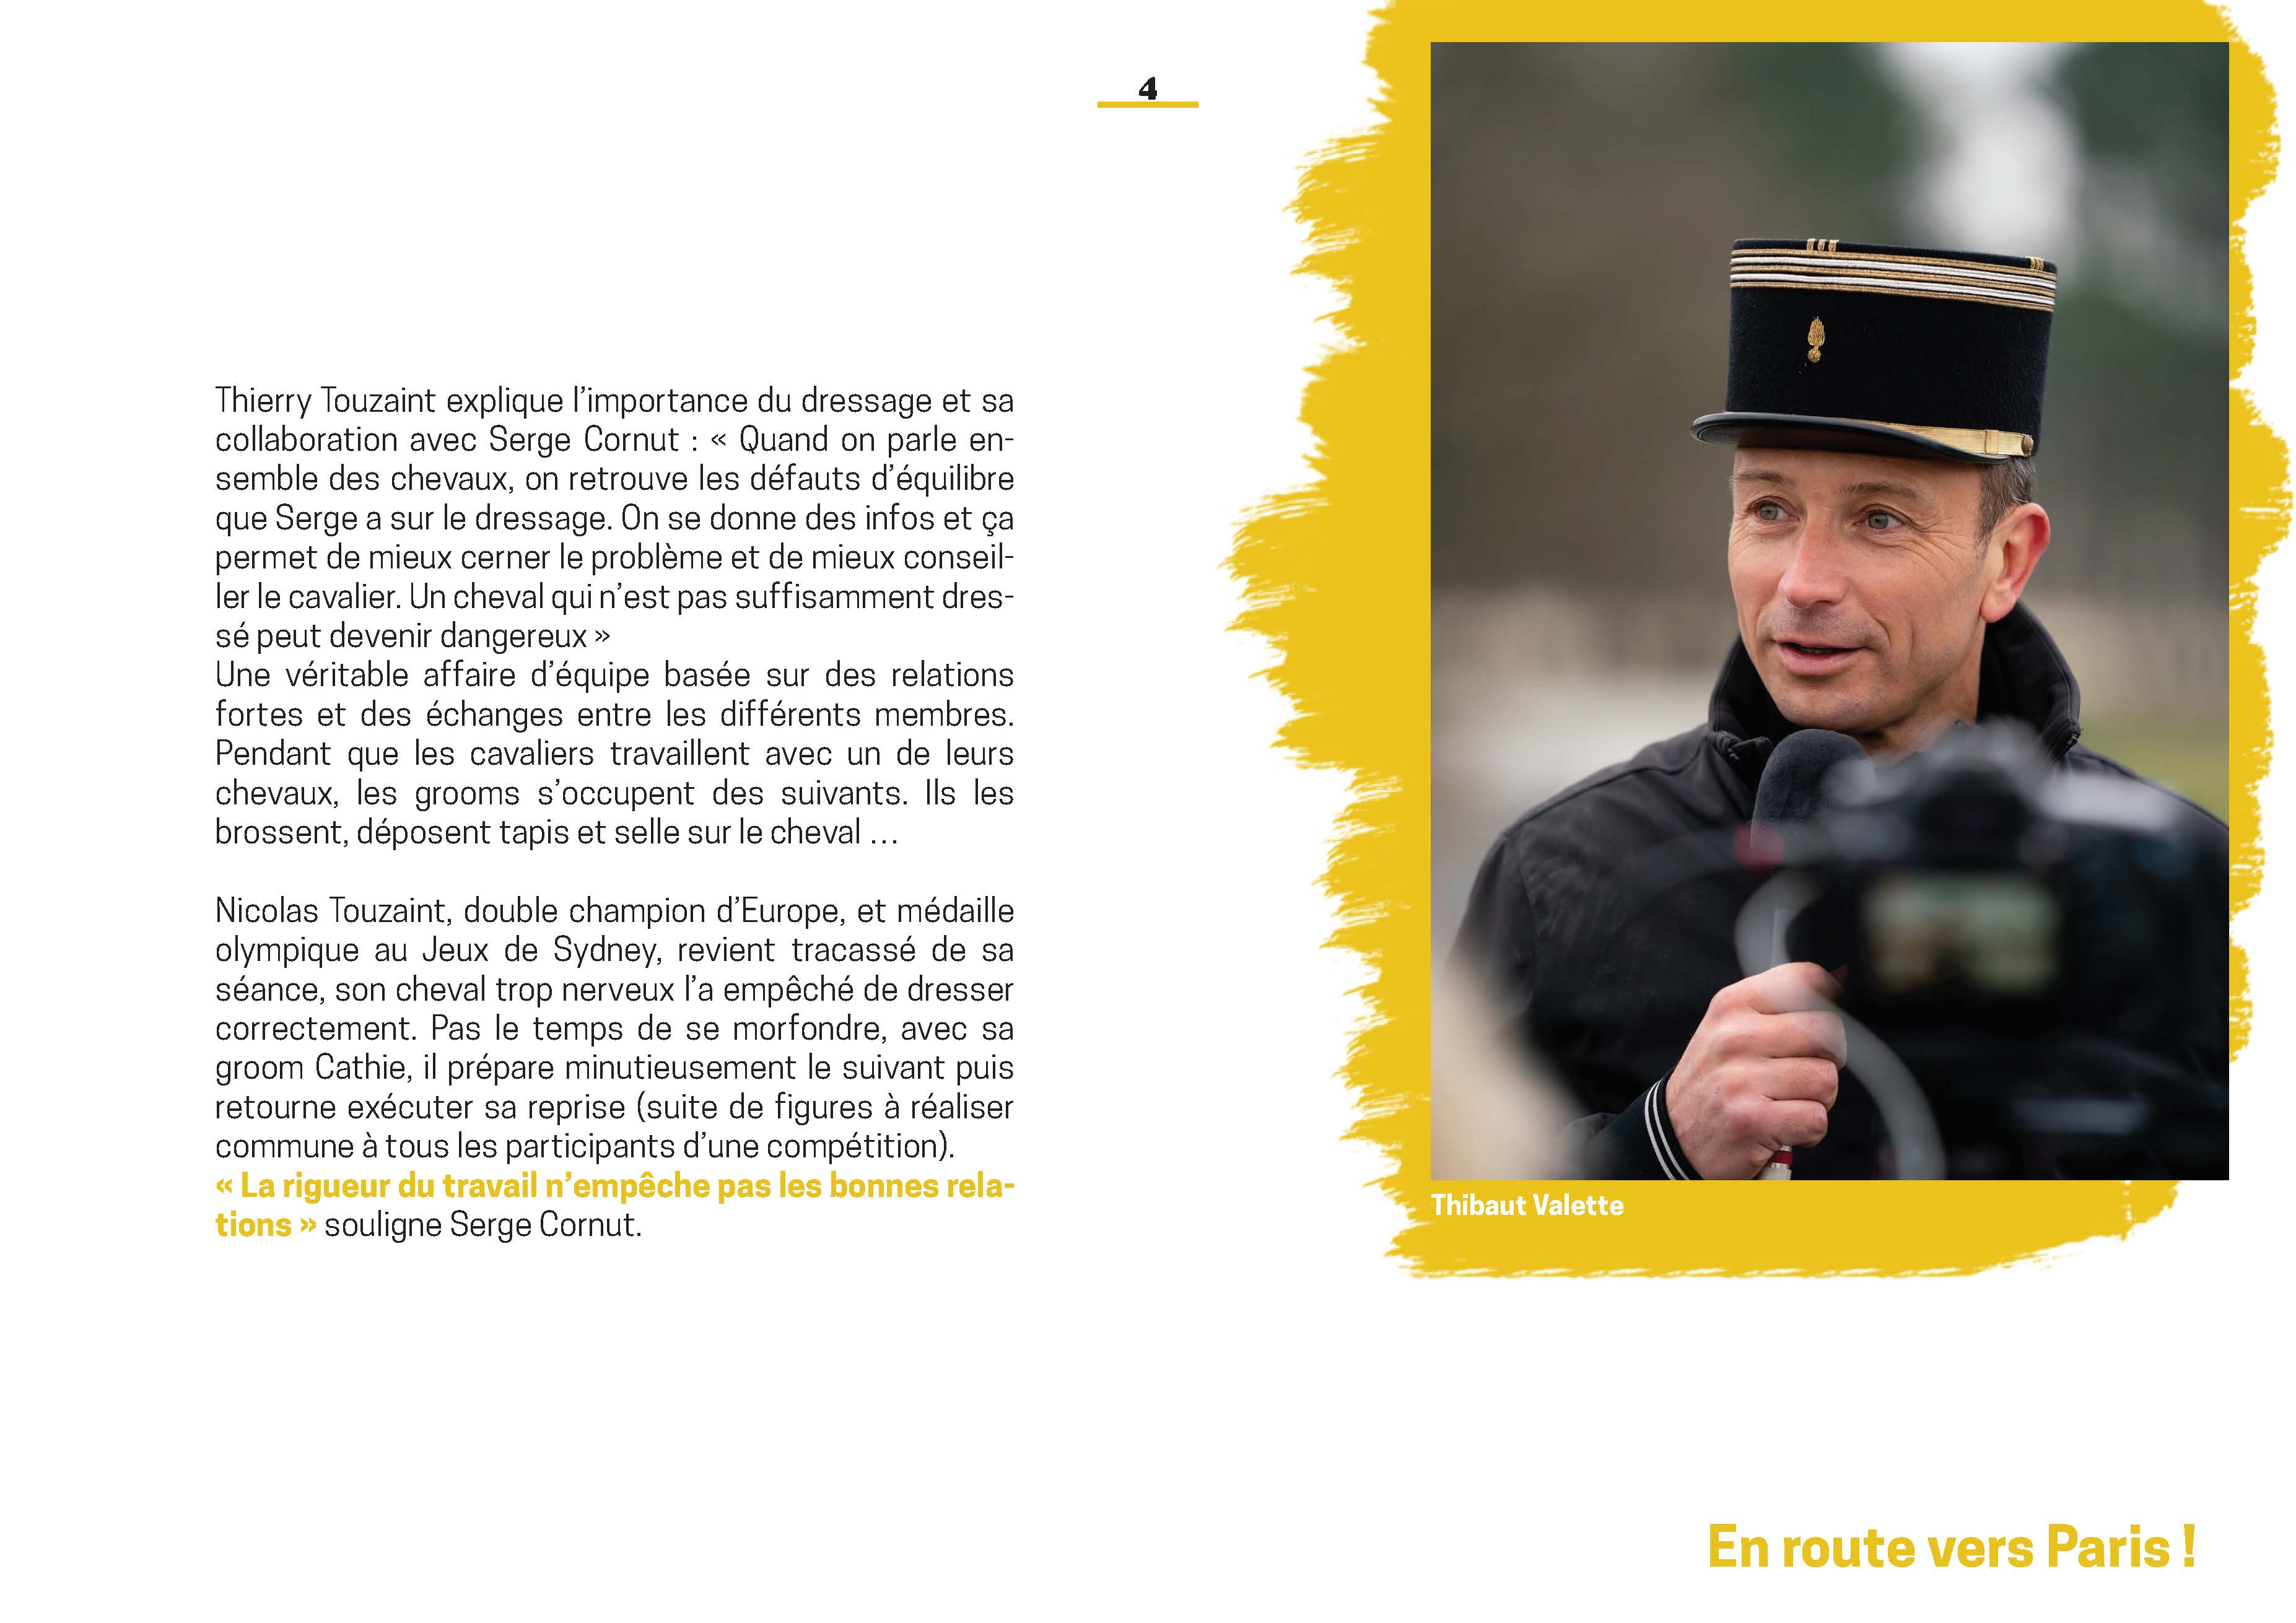 4
Thierry Touzaint explique l’importance du dressage et sa
collaboration avec Serge Cornut : « Quand on parle en-
semble des chevaux, on retrouve les défauts d’équilibre
que Serge a sur le dressage. On se donne des infos et ça
permet de mieux cerner le problème et de mieux conseil-
ler le cavalier. Un cheval qui n’est pas suffisamment dres-
sé peut devenir dangereux »
Une véritable affaire d’équipe basée sur des relations
fortes et des échanges entre les différents membres.
Pendant que les cavaliers travaillent avec un de leurs
chevaux, les grooms s’occupent des suivants. Ils les
brossent, déposent tapis et selle sur le cheval …
Nicolas Touzaint, double champion d’Europe, et médaille
olympique au Jeux de Sydney, revient tracassé de sa
séance, son cheval trop nerveux l’a empêché de dresser
correctement. Pas le temps de se morfondre, avec sa
groom Cathie, il prépare minutieusement le suivant puis
retourne exécuter sa reprise (suite de figures à réaliser
commune à tous les participants d’une compétition).
« La rigueur du travail n’empêche pas les bonnes rela-
tions » souligne Serge Cornut.
Thibaut Valette
En route vers Paris !